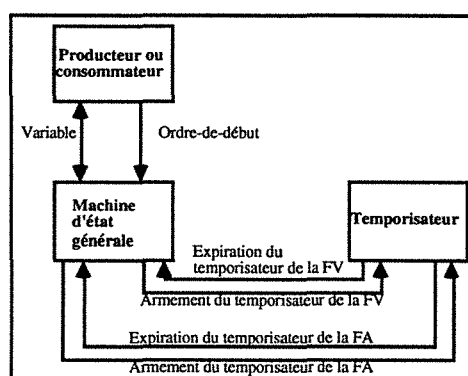 Producteur ou
consommateur
Variable
Ordre-de-début
Machine
d'état
générale
Temporisateur
Expiration du
temporisateur de la FV
Armement du temporisateur de la FV
Expiration du temporisateur de la FA
Armement du temporisateur de la FA